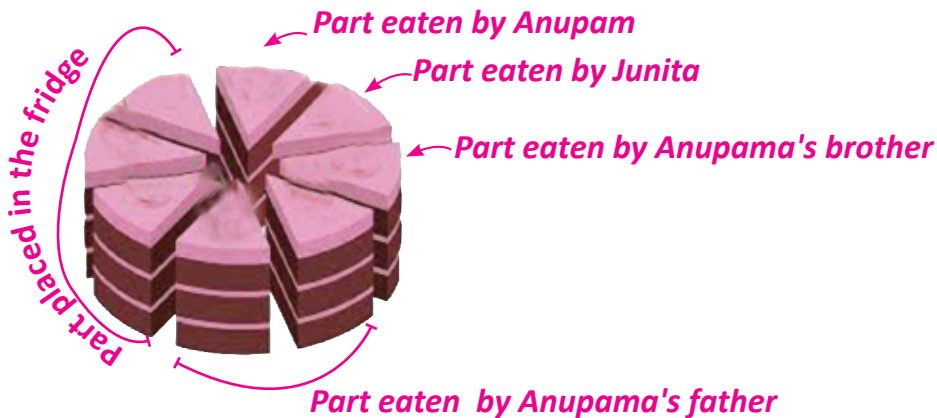 Part eaten by Anupam
Part eaten by Junita
Part eaten by Anupama's brother
Part placed in the fridge
Part eaten by Anupama's father